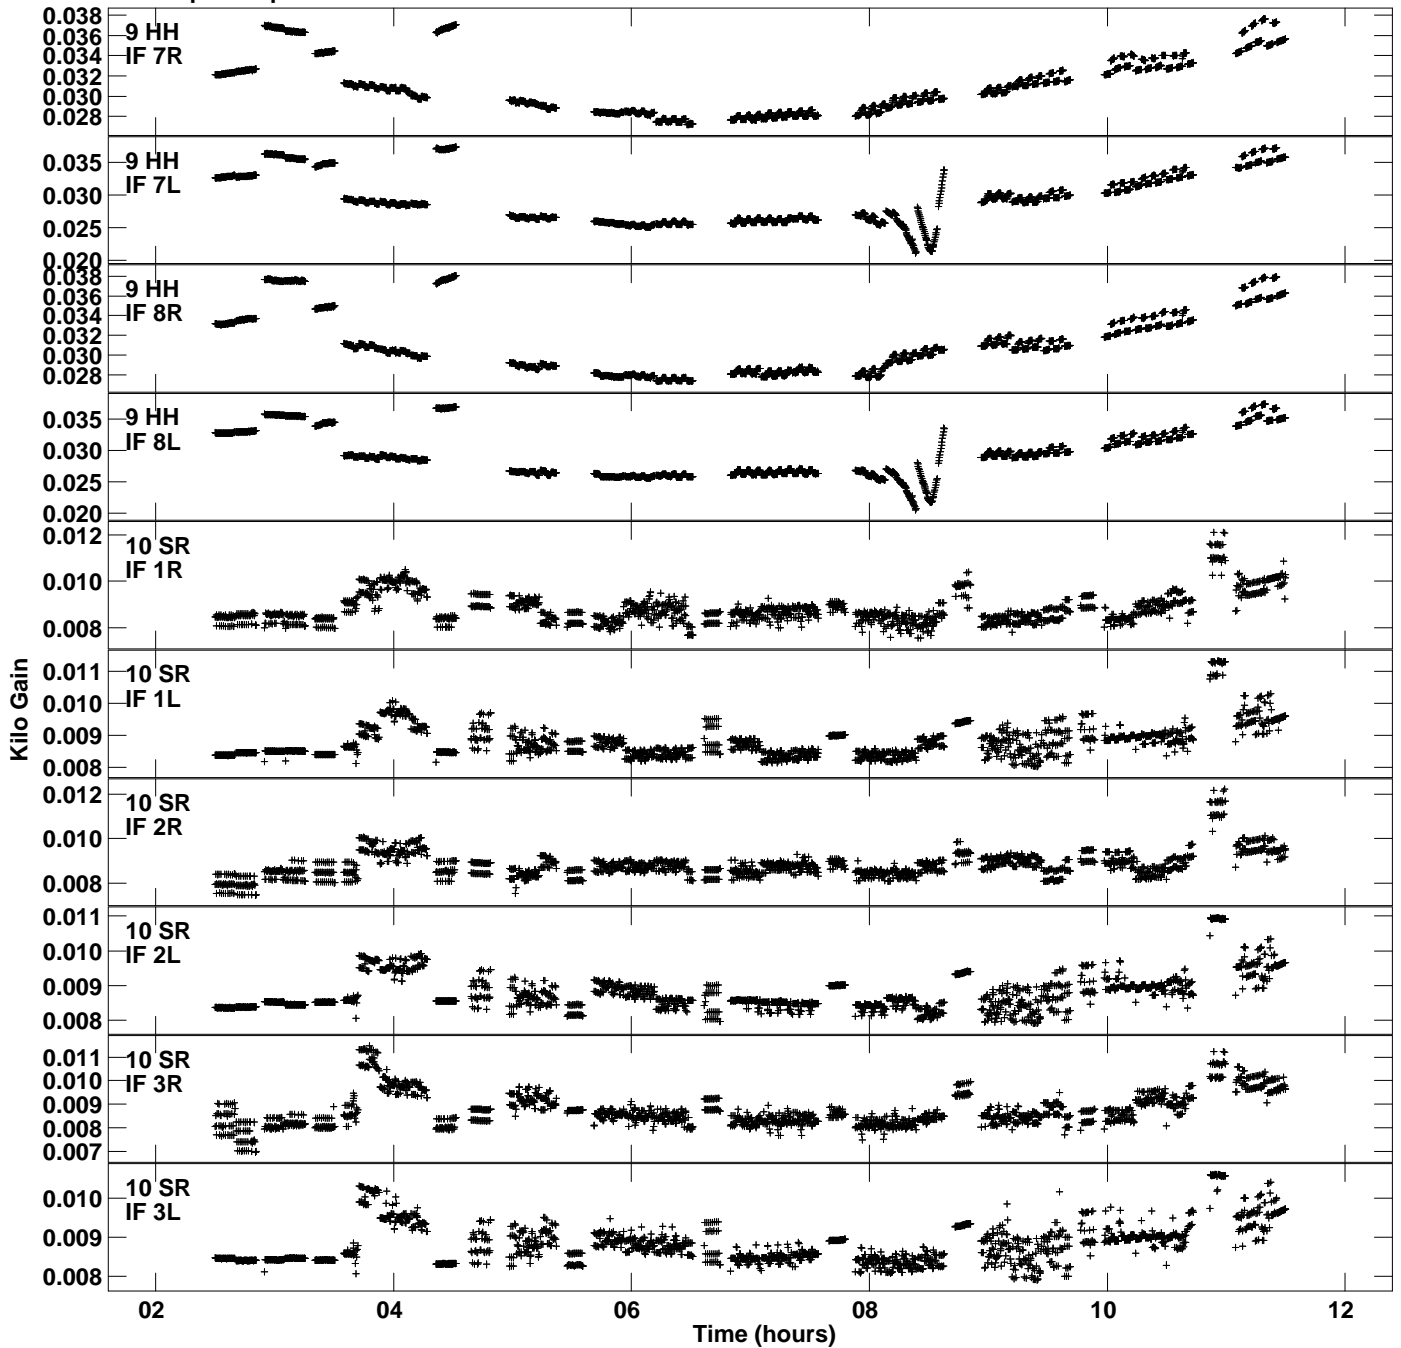 0.038
0.036
0.034
0.032
0.030
0.028
9 HH
IF 7R
0.035
0.030
0.025
0.020
9 HH
IF 7L
0.038
0.036
0.034
0.032
0.030
0.028
9 HH
IF 8R
0.035
0.030
0.025
0.020
9 HH
IF 8L
0.012
0.010
0.008
10 SR
IF 1R
0.011
0.010
0.009
0.008
10 SR
IF 1L
0.012
0.010
0.008
10 SR
IF 2R
0.011
0.010
0.009
0.008
10 SR
IF 2L
0.011
0.010
0.009
0.008
0.007
10 SR
IF 3R
0.010
0.009
0.008
10 SR
IF 3L
Kilo Gain
02 04 06 08 10 12
Time (hours)